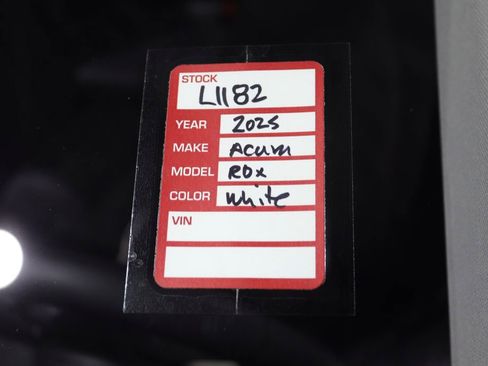 STOCK
L1182
YEAR 2025
MAKE Acura
MODEL RDX
COLOR white
VIN